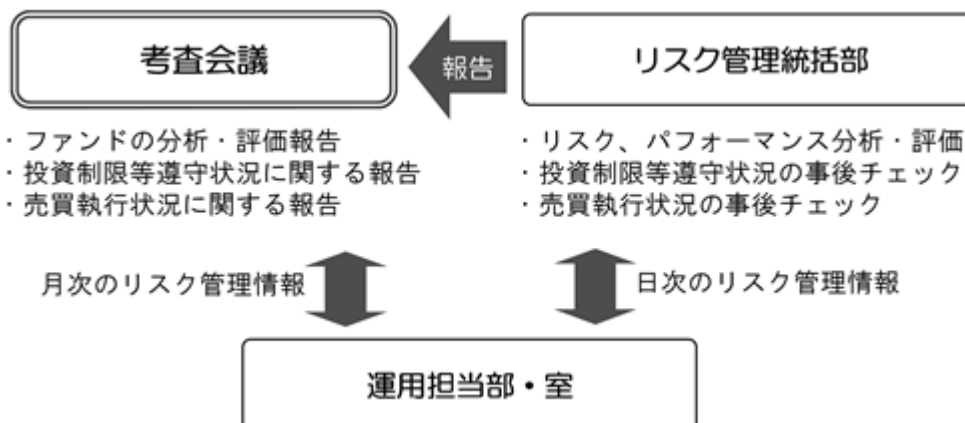 考査会議
報告
リスク管理統括部
・ファンドの分析・評価報告
・投資制限等遵守状況に関する報告
・売買執行状況に関する報告
・リスク、パフォーマンス分析・評価
・投資制限等遵守状況の事後チェック
・売買執行状況の事後チェック
月次のリスク管理情報
日次のリスク管理情報
運用担当部・室